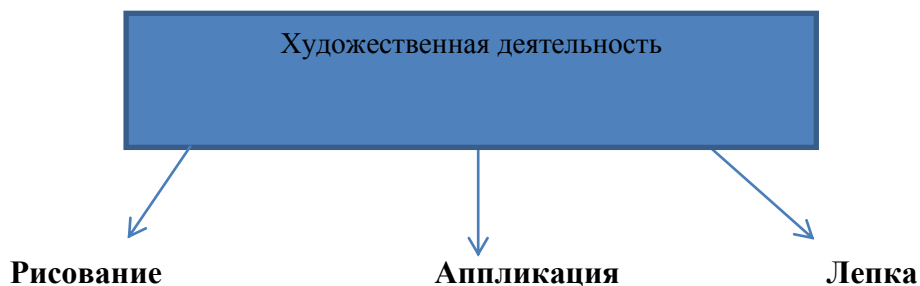 Художественная деятельность
Рисование Аппликация Лепка